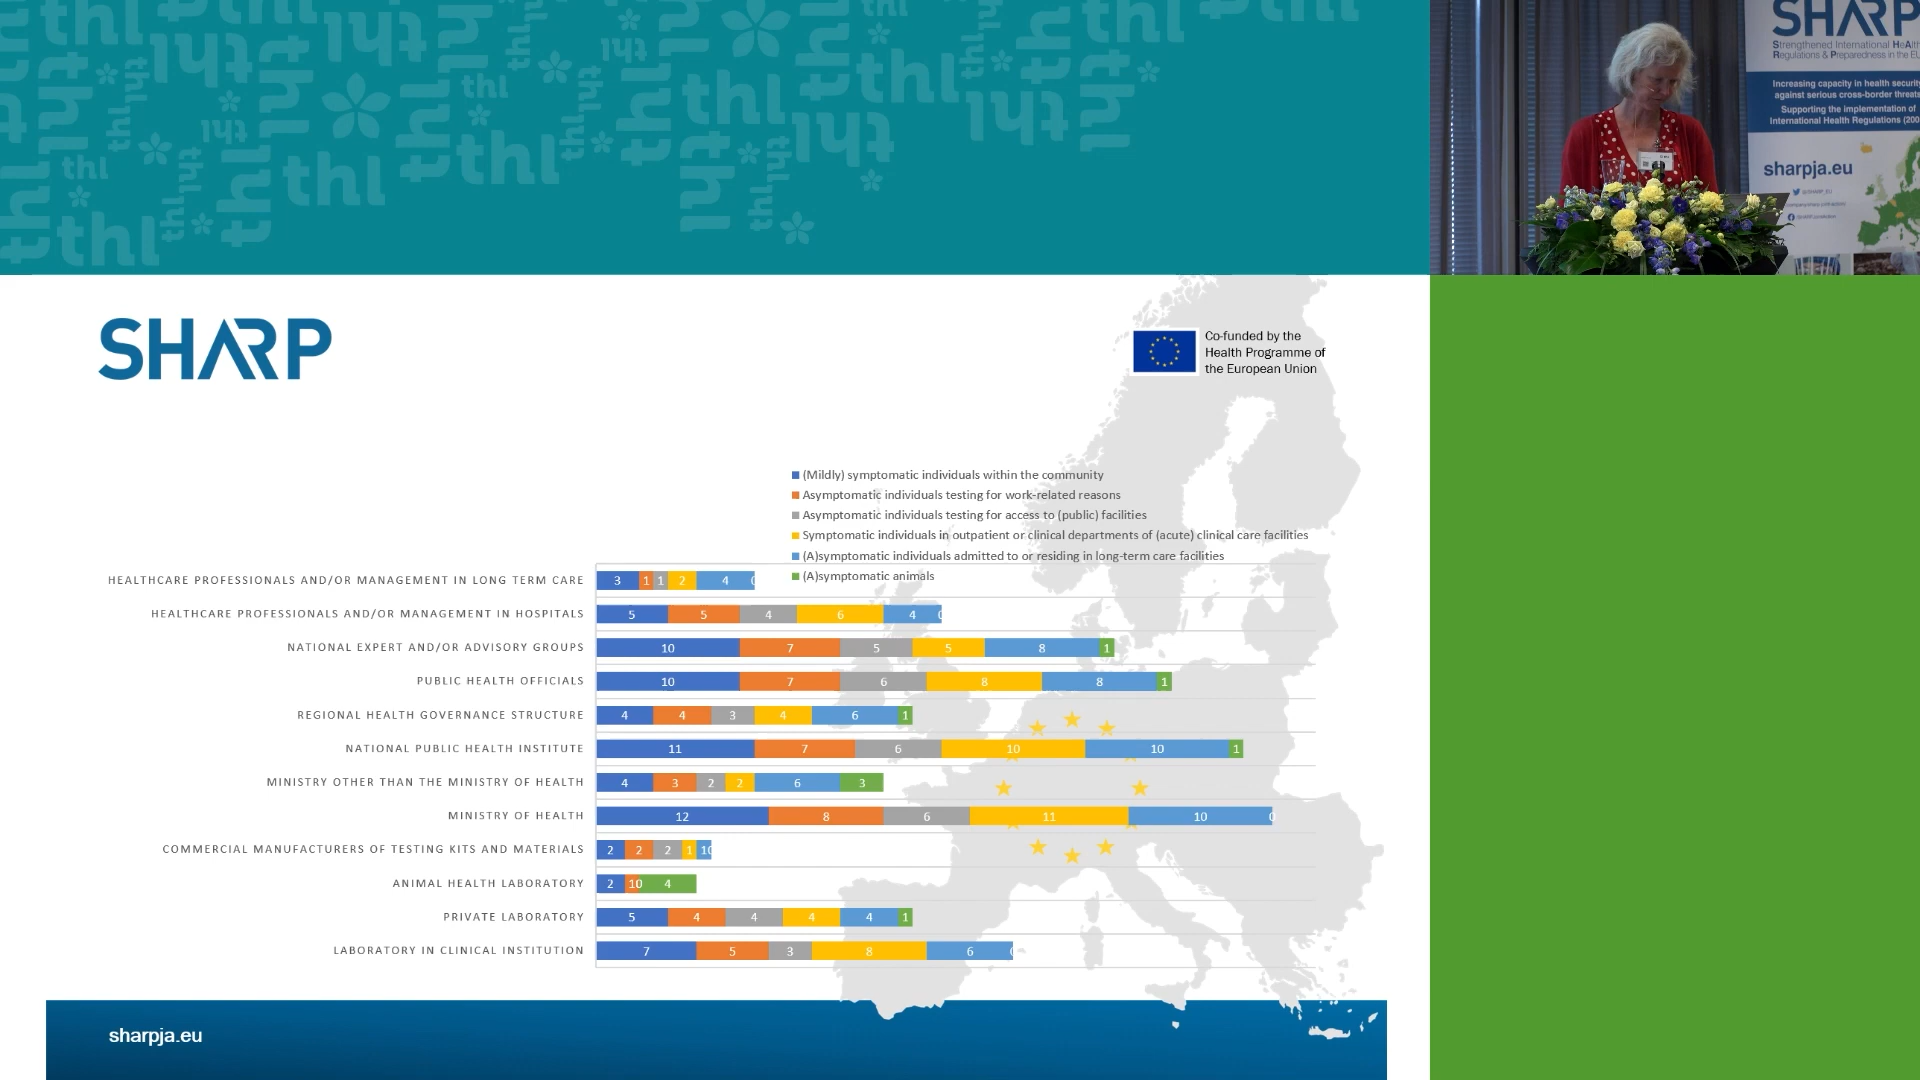 SHARP
Strengthened International HeAlth
Regulations & Preparedness in the EU
Increasing capacity in health security
against serious cross-border threats
Supporting the implementation of
International Health Regulations (200
sharpja.eu
@SHARP_EU
SHARP
Co-funded by the
Health Programme of
the European Union
(Mildly) symptomatic individuals within the community
Asymptomatic individuals testing for work-related reasons
Asymptomatic individuals testing for access to (public) facilities
Symptomatic individuals in outpatient or clinical departments of (acute) clinical care facilities
(A)symptomatic individuals admitted to or residing in long-term care facilities
(A)symptomatic animals
HEALTHCARE PROFESSIONALS AND/OR MANAGEMENT IN LONG TERM CARE 3 1 1 2 4 0
HEALTHCARE PROFESSIONALS AND/OR MANAGEMENT IN HOSPITALS 5 5 4 6 4 0
NATIONAL EXPERT AND/OR ADVISORY GROUPS 10 7 5 5 8 1
PUBLIC HEALTH OFFICIALS 10 7 6 8 8 1
REGIONAL HEALTH GOVERNANCE STRUCTURE 4 4 3 4 6 1
NATIONAL PUBLIC HEALTH INSTITUTE 11 7 6 10 10 1
MINISTRY OTHER THAN THE MINISTRY OF HEALTH 4 3 2 2 6 3
MINISTRY OF HEALTH 12 8 6 11 10 0
COMMERCIAL MANUFACTURERS OF TESTING KITS AND MATERIALS 2 2 2 1 1 0
ANIMAL HEALTH LABORATORY 2 1 0 4
PRIVATE LABORATORY 5 4 4 4 4 1
LABORATORY IN CLINICAL INSTITUTION 7 5 3 8 6 0
sharpja.eu